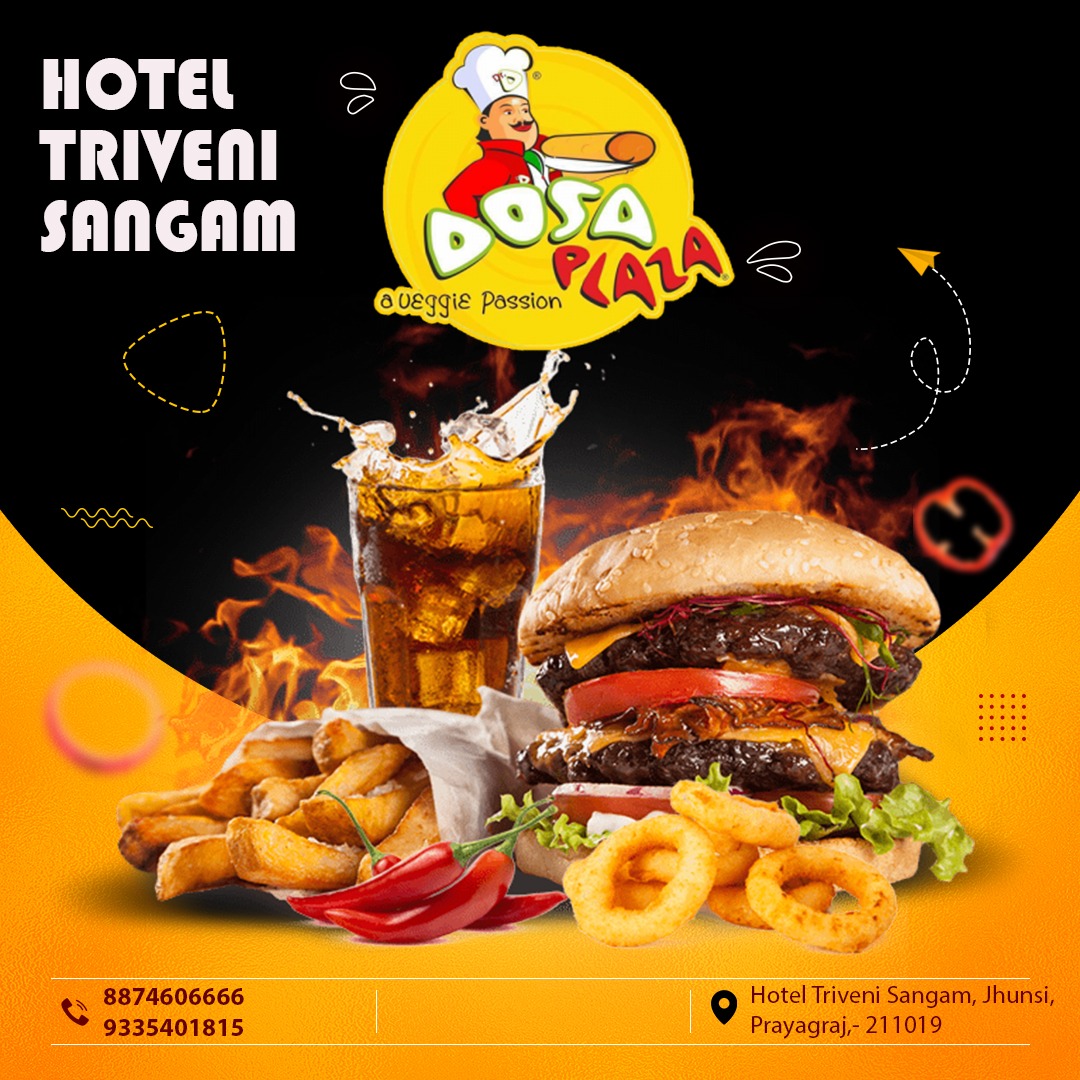 HOTEL
TRIVENI
SANGAM
DOSA
PLAZA
a VEggiE Passion
8874606666
9335401815
Hotel Triveni Sangam, Jhunsi,
Prayagraj,- 211019